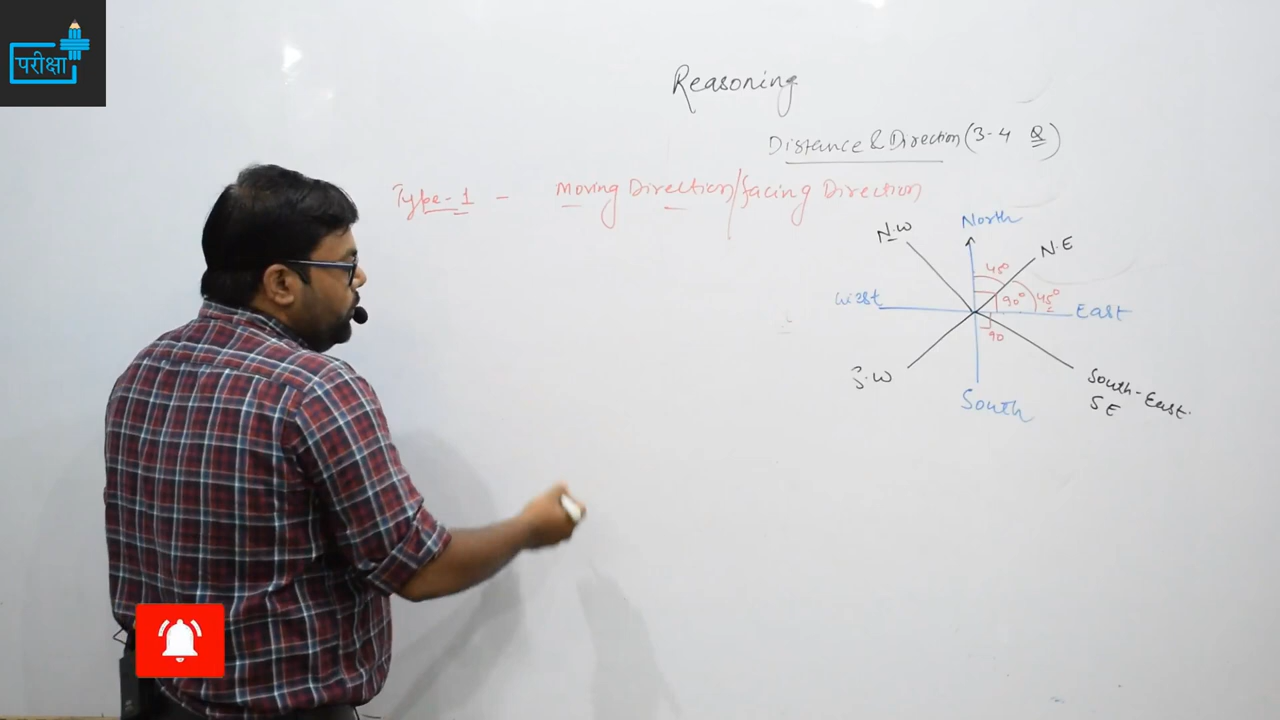 परीक्षा
Reasoning
Distance & Direction (3-4 Q)
Type-1 - Moving Direction/facing Direction
North
N.W
N.E
45°
West
90°
45°
East
90
S.W
South-East
SE
South